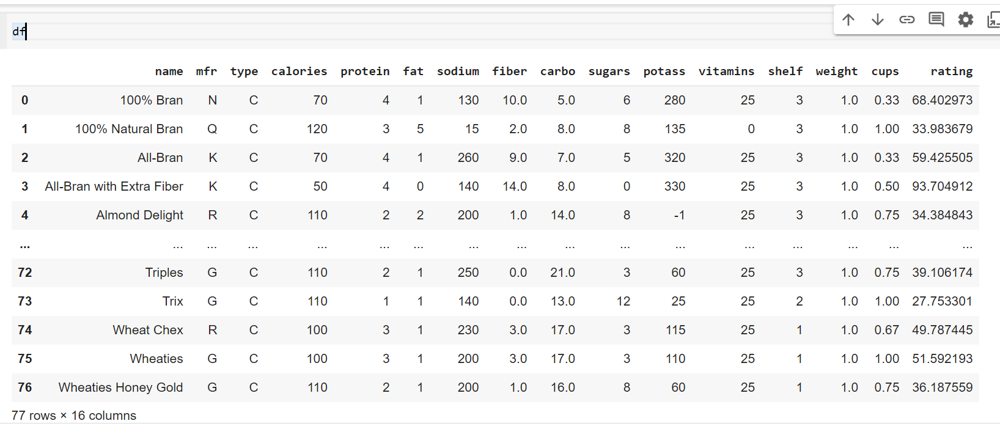 df
name mfr type calories protein fat sodium fiber carbo sugars potass vitamins shelf weight cups rating
0 100% Bran N C 70 4 1 130 10.0 5.0 6 280 25 3 1.0 0.33 68.402973
1 100% Natural Bran Q C 120 3 5 15 2.0 8.0 8 135 0 3 1.0 1.00 33.983679
2 All-Bran K C 70 4 1 260 9.0 7.0 5 320 25 3 1.0 0.33 59.425505
3 All-Bran with Extra Fiber K C 50 4 0 140 14.0 8.0 0 330 25 3 1.0 0.50 93.704912
4 Almond Delight R C 110 2 2 200 1.0 14.0 8 -1 25 3 1.0 0.75 34.384843
... ... ... ... ... ... ... ... ... ... ... ... ... ... ... ... ...
72 Triples G C 110 2 1 250 0.0 21.0 3 60 25 3 1.0 0.75 39.106174
73 Trix G C 110 1 1 140 0.0 13.0 12 25 25 2 1.0 1.00 27.753301
74 Wheat Chex R C 100 3 1 230 3.0 17.0 3 115 25 1 1.0 0.67 49.787445
75 Wheaties G C 100 3 1 200 3.0 17.0 3 110 25 1 1.0 1.00 51.592193
76 Wheaties Honey Gold G C 110 2 1 200 1.0 16.0 8 60 25 1 1.0 0.75 36.187559
77 rows × 16 columns